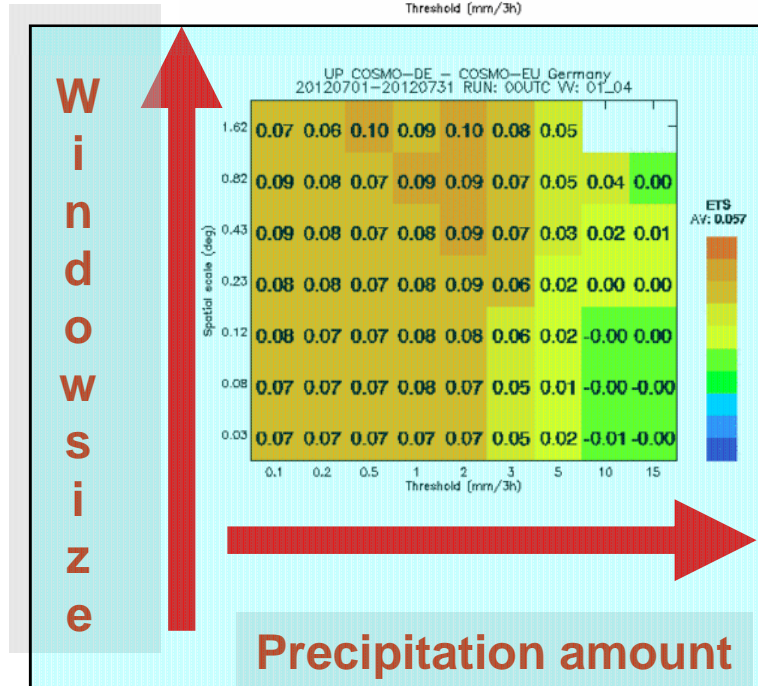 Threshold (mm/3h)
Windowsize
UP COSMO-DE - COSMO-EU Germany
20120701-20120731 RUN: 00UTC VV: 01_04
Spatial scale (deg)
1.62 0.07 0.06 0.10 0.09 0.10 0.08 0.05
0.82 0.09 0.08 0.07 0.09 0.09 0.07 0.05 0.04 0.00
0.43 0.09 0.08 0.07 0.08 0.09 0.07 0.03 0.02 0.01
0.23 0.08 0.08 0.07 0.08 0.09 0.06 0.02 0.00 0.00
0.12 0.08 0.07 0.07 0.08 0.08 0.06 0.02 -0.00 0.00
0.08 0.07 0.07 0.07 0.08 0.07 0.05 0.01 -0.00 -0.00
0.03 0.07 0.07 0.07 0.07 0.07 0.05 0.02 -0.01 -0.00
0.1 0.2 0.5 1 2 3 5 10 15
Threshold (mm/3h)
ETS
AV: 0.057
Precipitation amount